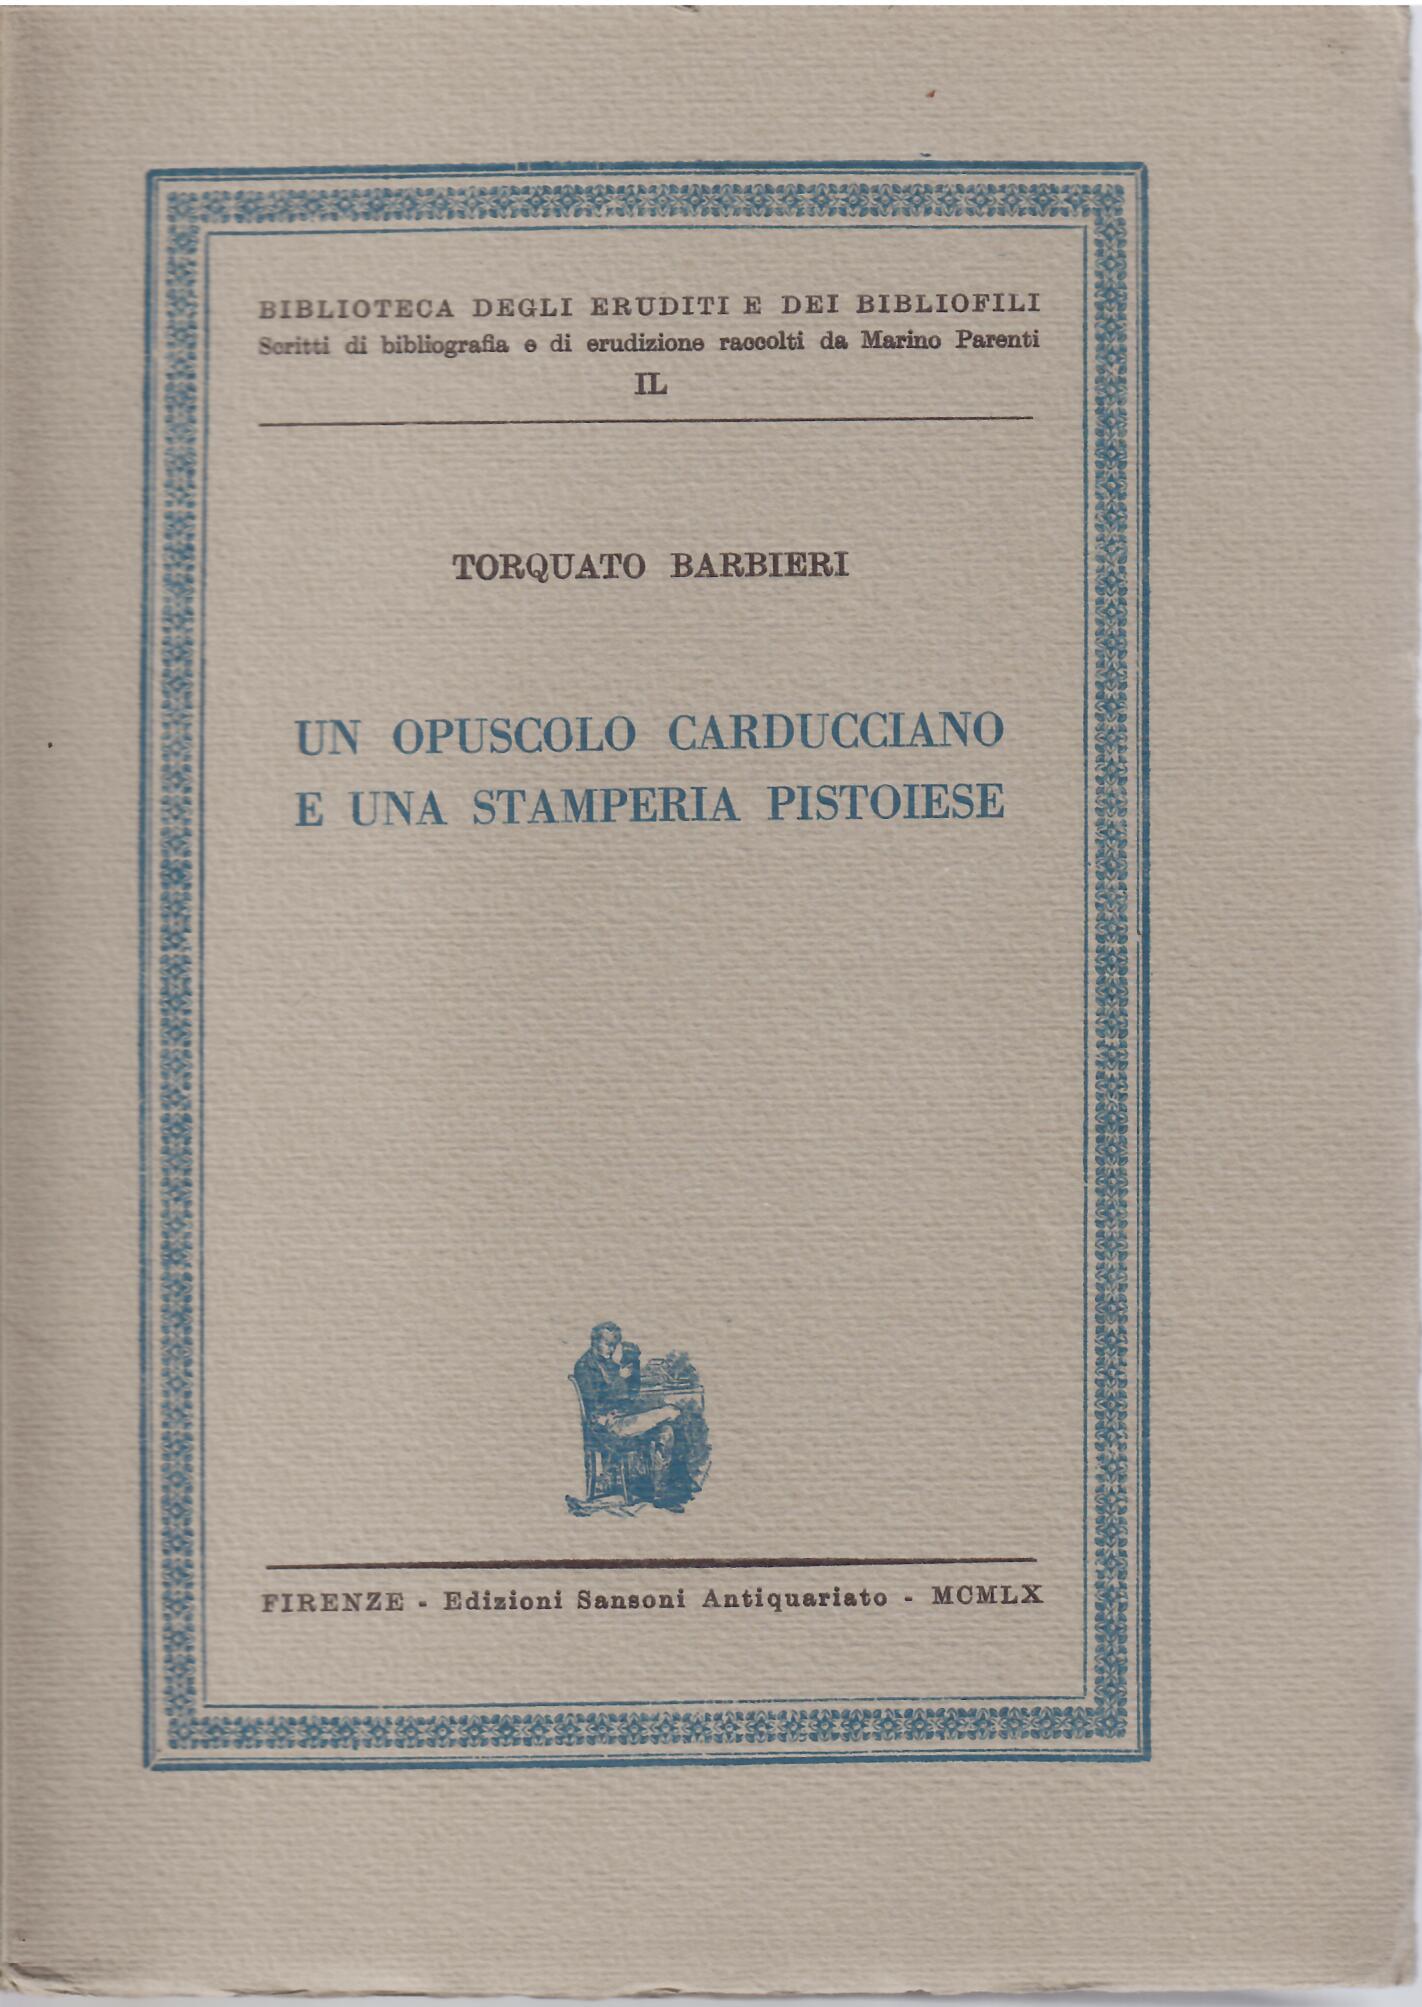 BIBLIOTECA DEGLI ERUDITI E DEI BIBLIOFILI
Scritti di bibliografia e di erudizione raccolti da Marino Parenti
IL
TORQUATO BARBIERI
UN OPUSCOLO CARDUCCIANO
E UNA STAMPERIA PISTOIESE
FIRENZE - Edizioni Sansoni Antiquariato - MCMLX